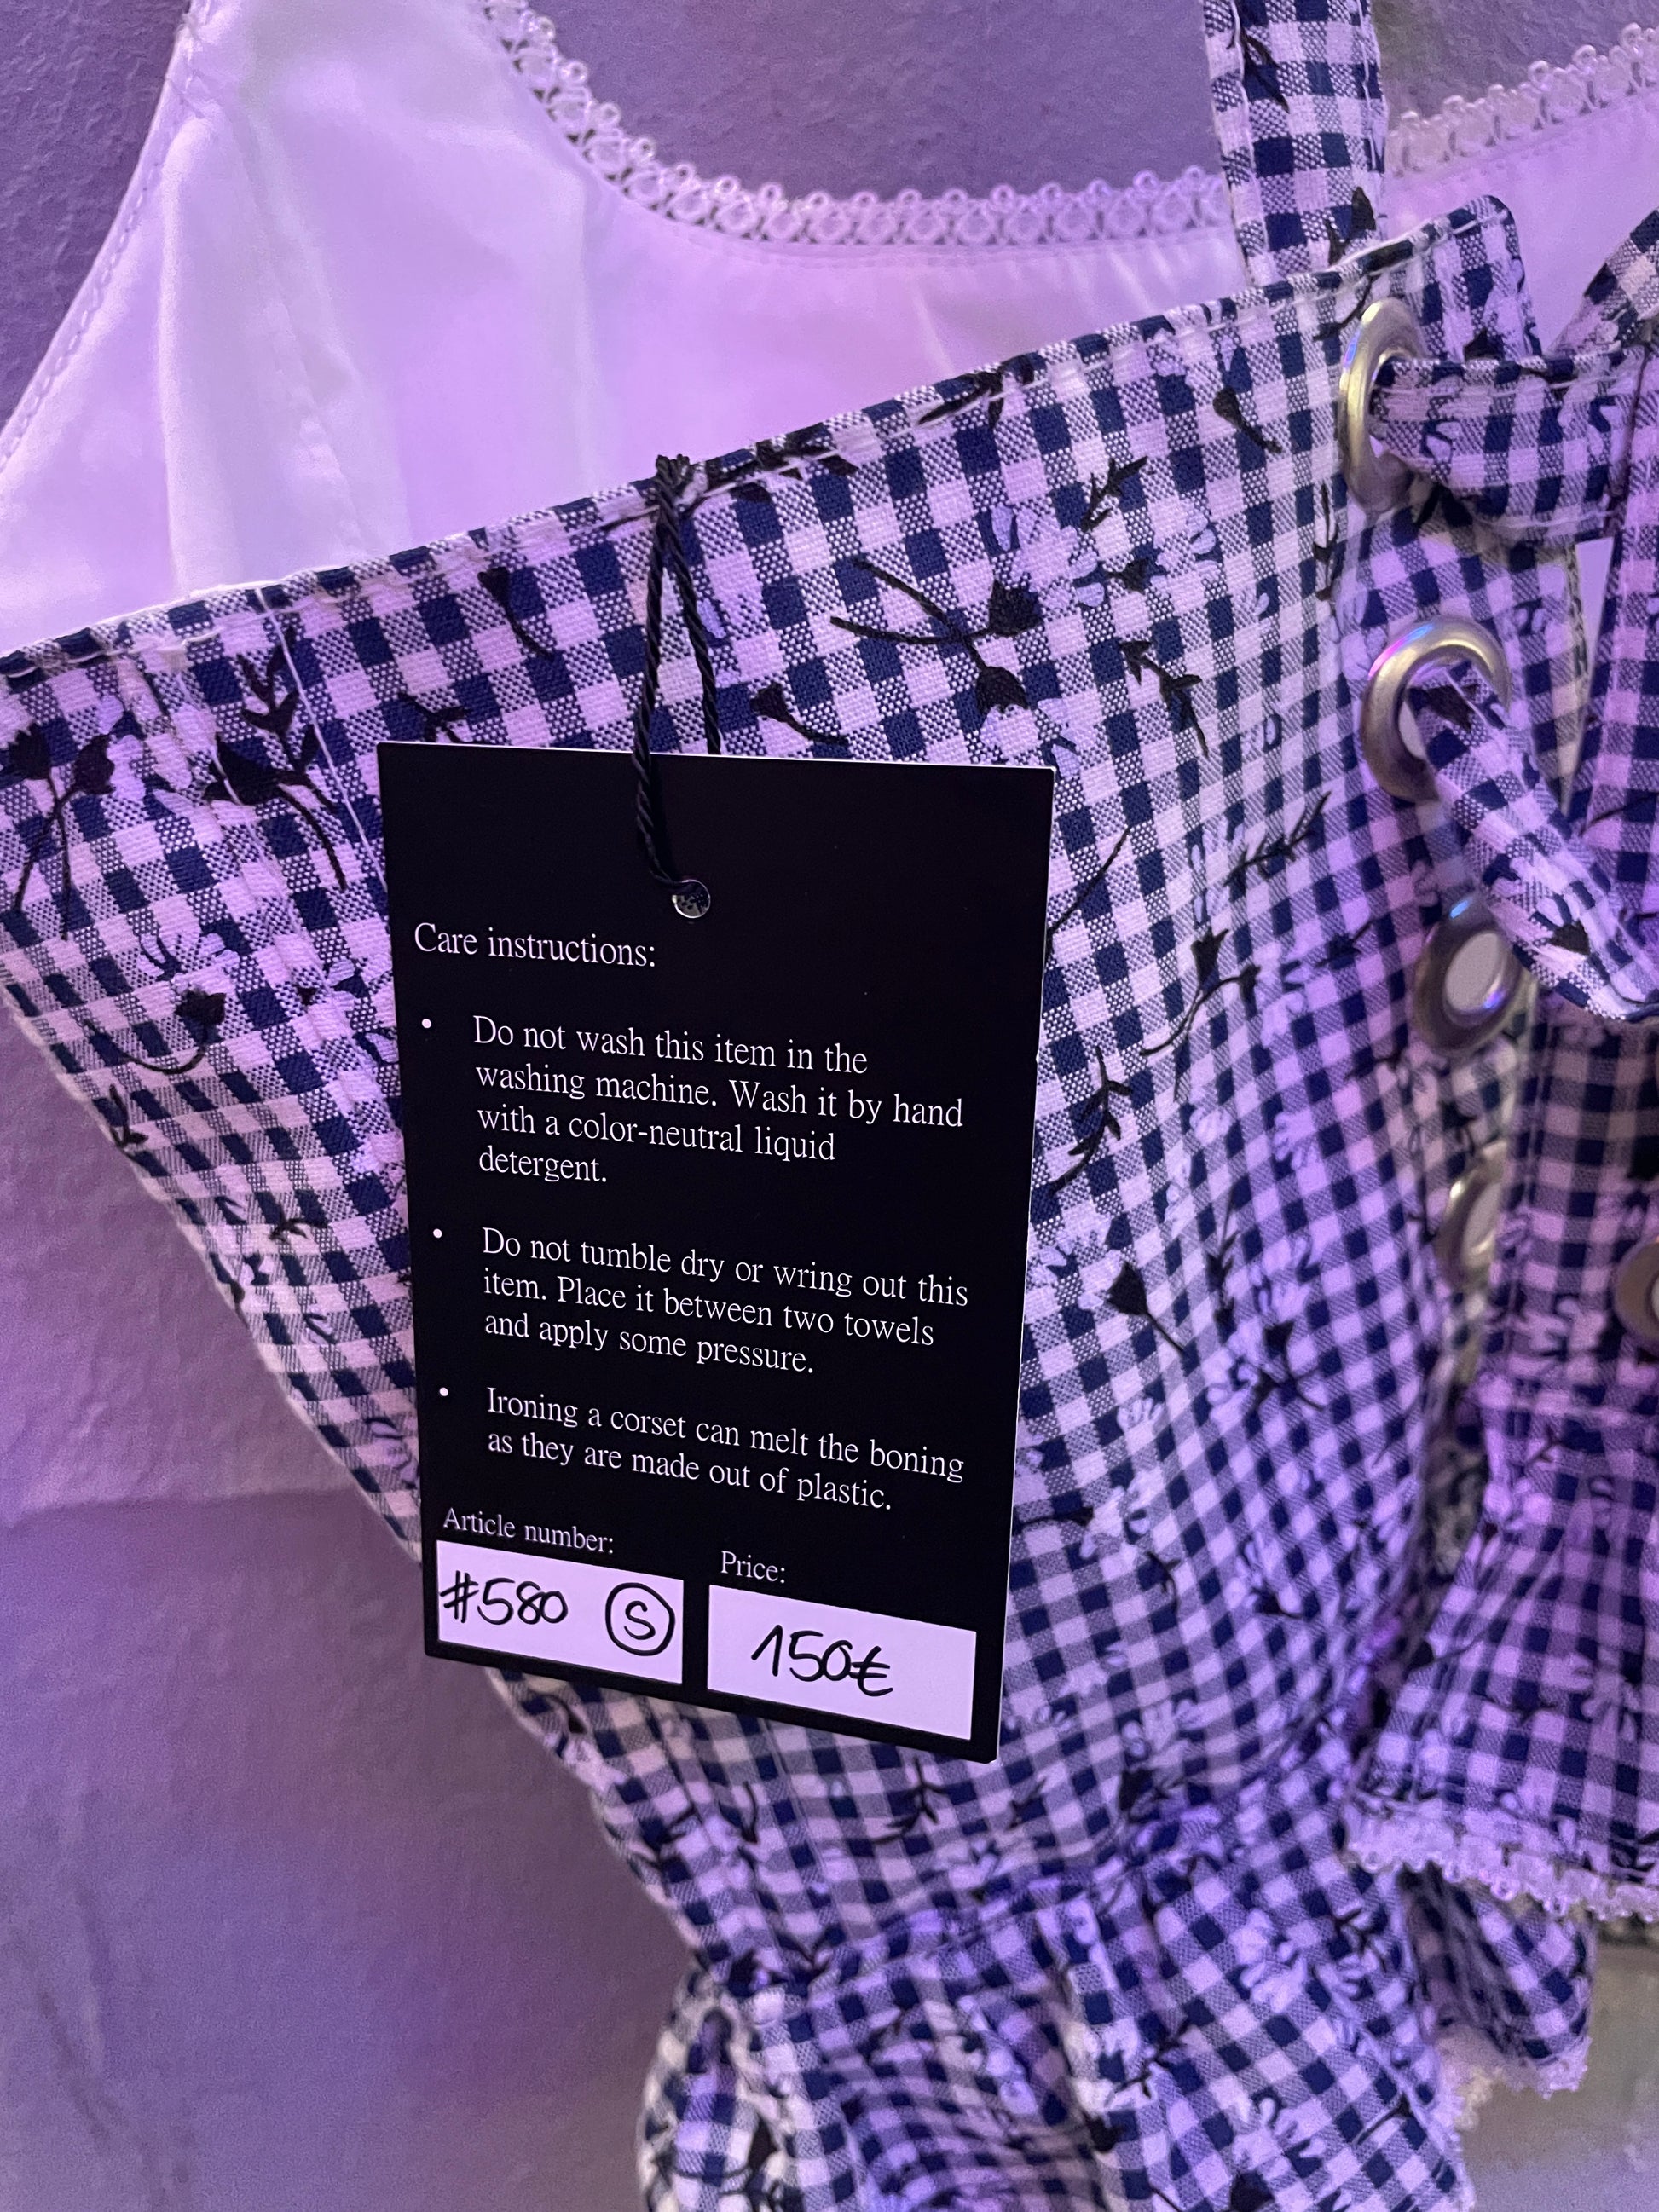 Care instructions:
• Do not wash this item in the
washing machine. Wash it by hand
with a color-neutral liquid
detergent.
• Do not tumble dry or wring out this
item. Place it between two towels
and apply some pressure.
• Ironing a corset can melt the boning
as they are made out of plastic.
Article number:
#580 S
Price:
150€